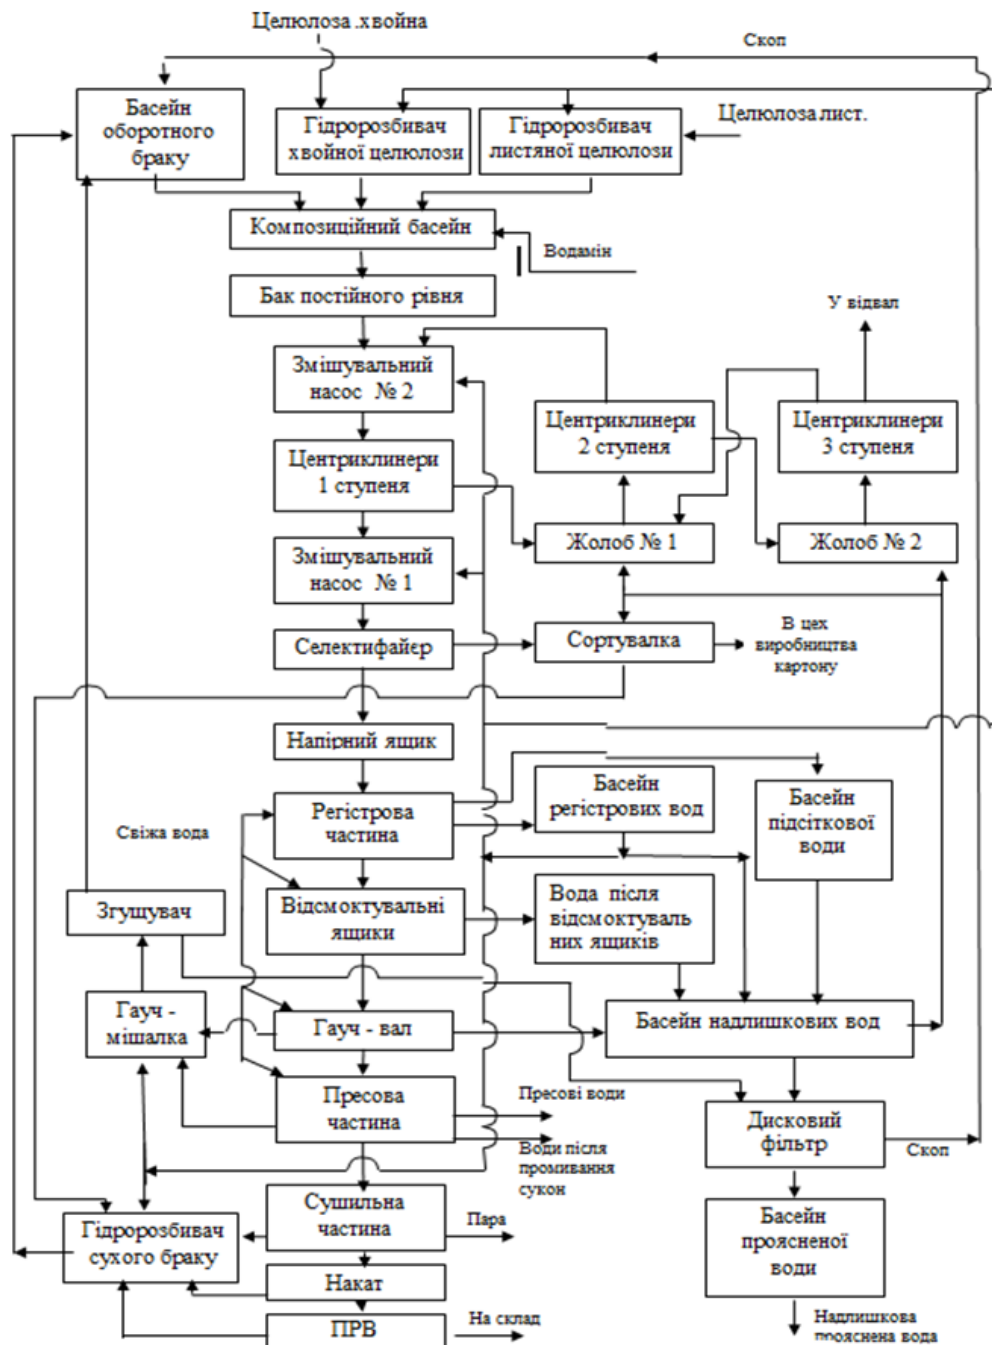 Целюлоза .хвойна
Скоп
Басейн
оборотного
браку
Гідророзбивач
хвойної целюлози
Гідророзбивач
листяної целюлози
Целюлоза лист.
Композиційний басейн
Водамін
Бак постійного рівня
У відвал
Змішувальний
насос № 2
Центриклинери
2 ступеня
Центриклинери
3 ступеня
Центриклинери
1 ступеня
Жолоб № 1
Жолоб № 2
Змішувальний
насос № 1
Селектифайєр
Сортувалка
В цех
виробництва
картону
Напірний ящик
Басейн
регістрових вод
Басейн
підсіткової
води
Регістрова
частина
Свіжа вода
Згущувач
Відсмоктувальні
ящики
Вода після
відсмоктуваль
них ящиків
Гауч -
мішалка
Гауч - вал
Басейн надлишкових вод
Пресова
частина
Пресові води
Води після
промивання
сукон
Дисковий
фільтр
Скоп
Сушильна
частина
Пара
Гідророзбивач
сухого браку
Басейн
проясненої
води
Накат
ПРВ
На склад
Надлишкова
прояснена вода